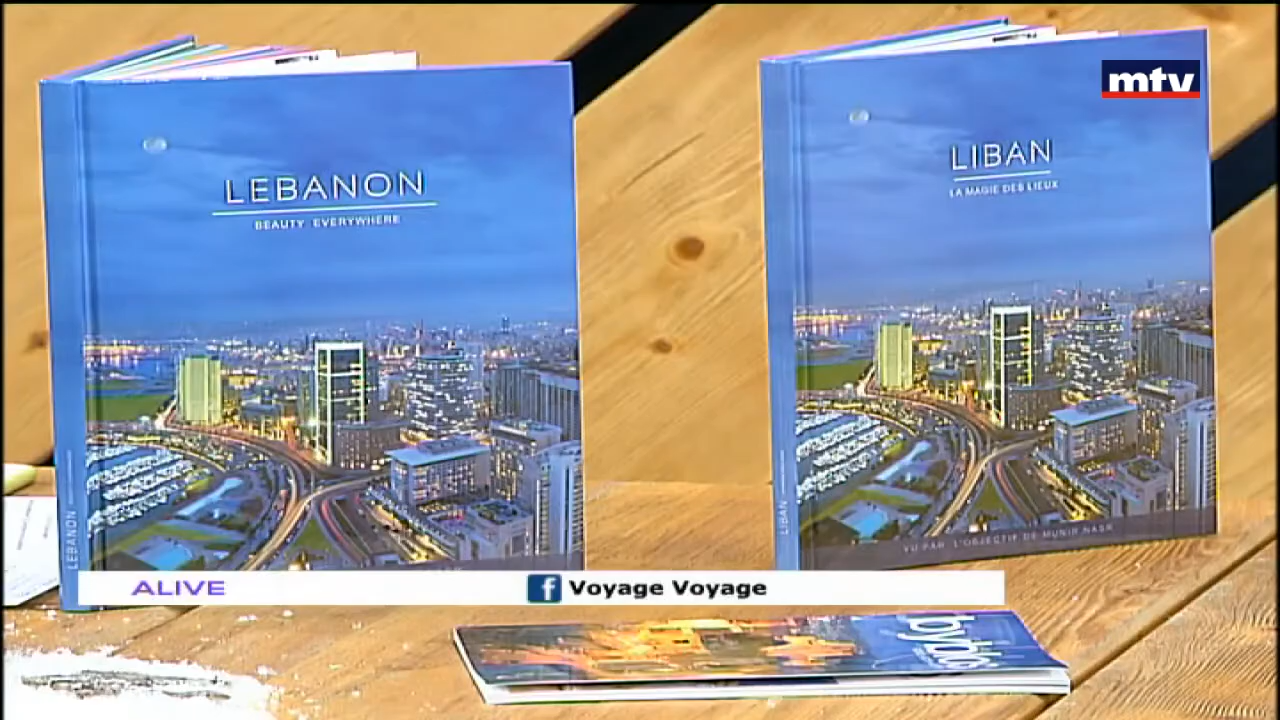 mtv
LEBANON
BEAUTY EVERYWHERE
LIBAN
LA MAGIE DES LIEUX
LEBANON
LIBAN
VU PAR L'OBJECTIF DE MUNIR NASR
ALIVE
Voyage Voyage
byblos